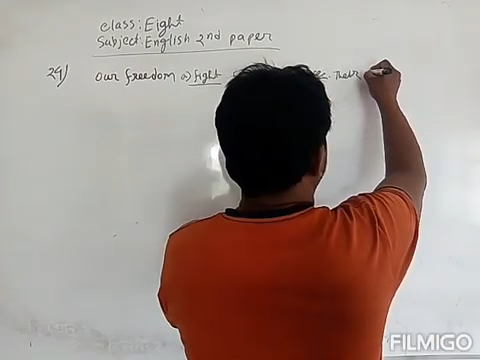 class: Eight
Subject: English 2nd paper
24) Our freedom a) fight Their
FILMIGO